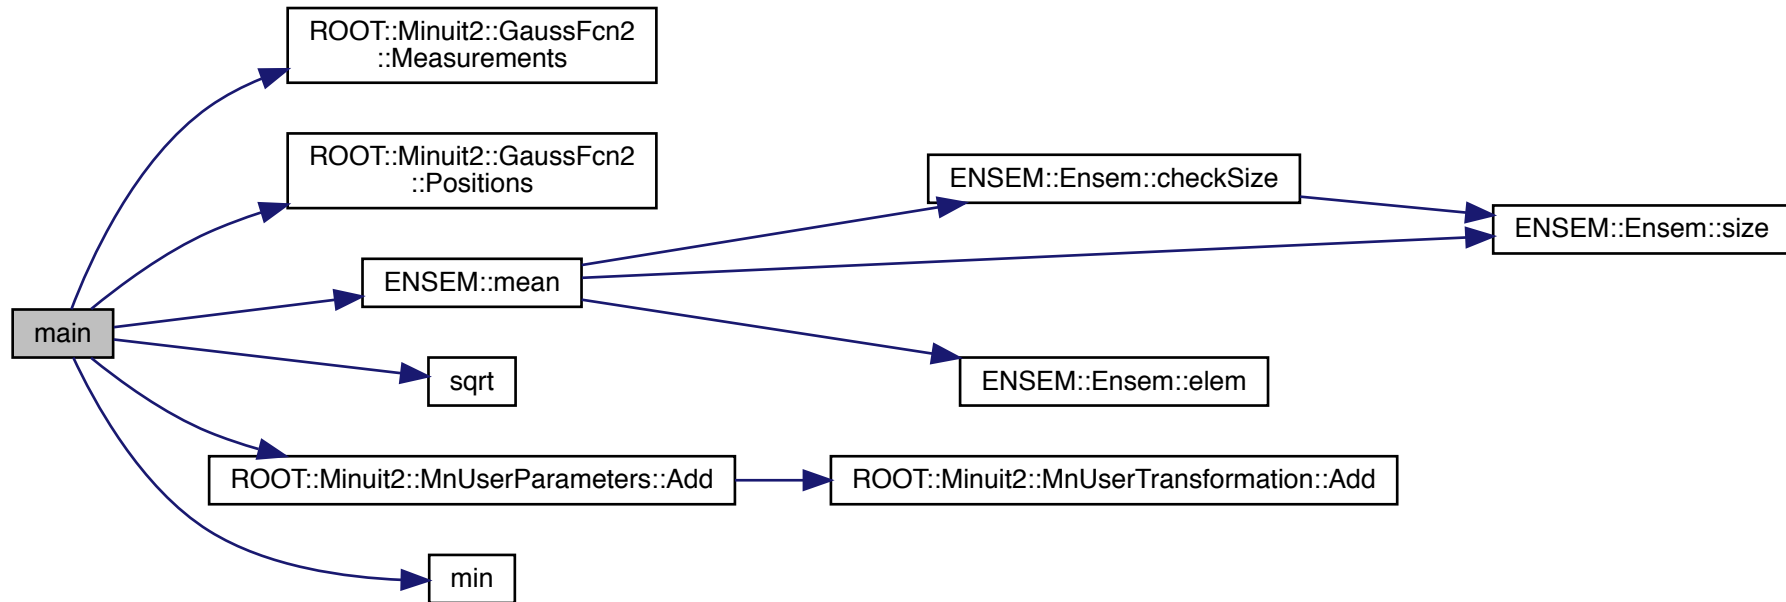 ROOT::Minuit2::GaussFcn2
::Measurements
ROOT::Minuit2::GaussFcn2
::Positions
ENSEM::Ensem::checkSize
ENSEM::Ensem::size
ENSEM::mean
main
sqrt
ENSEM::Ensem::elem
ROOT::Minuit2::MnUserParameters::Add
ROOT::Minuit2::MnUserTransformation::Add
min